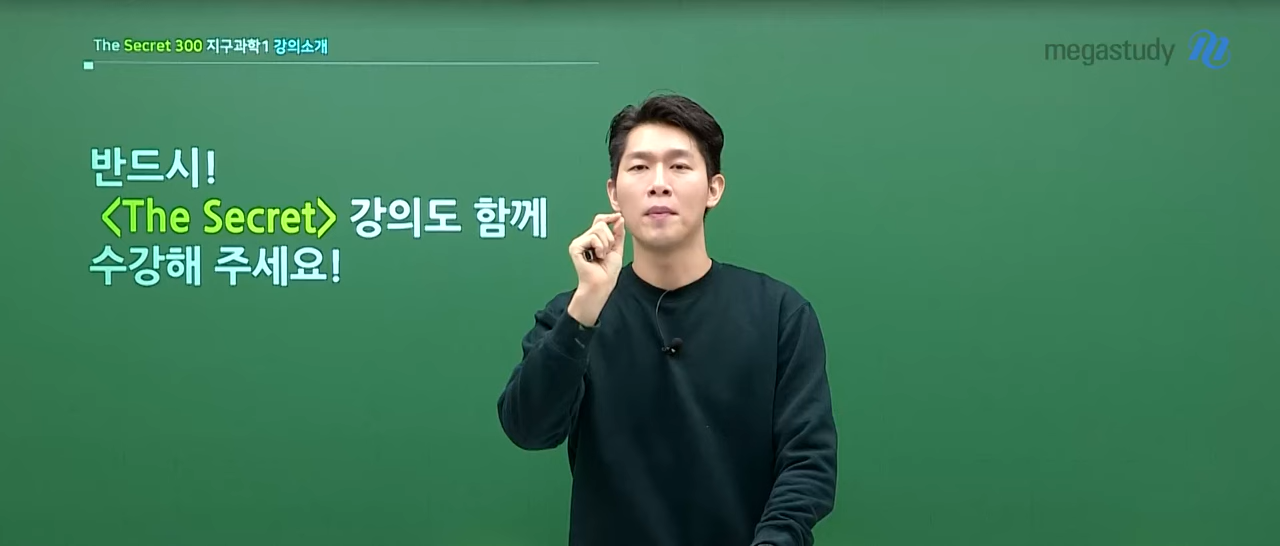 The Secret 300 지구과학1 강의소개
megastudy
반드시!
<The Secret> 강의도 함께
수강해 주세요!